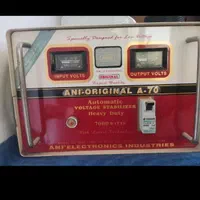 Specially Designed for Low Voltage
INPUT VOLTS
ORIGINAL
OUTPUT VOLTS
ANI-ORIGINAL A-70
Automatic
VOLTAGE STABILIZER
Heavy Duty
ANI ELECTRONICS INDUSTRIES